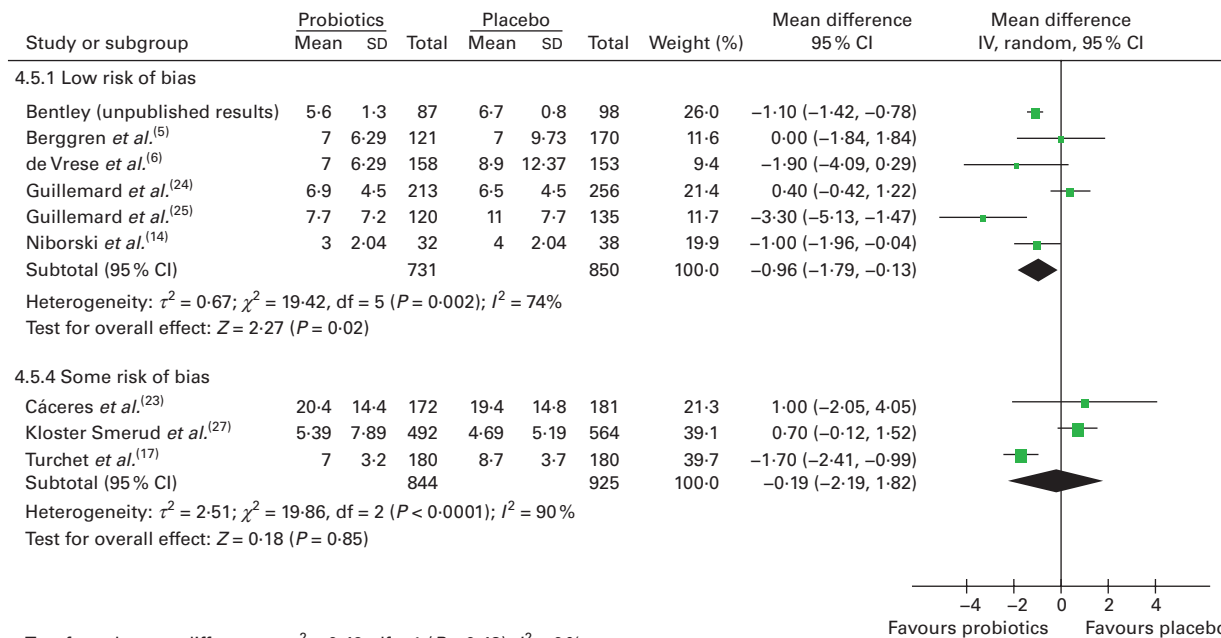 Probiotics Placebo Mean difference Mean difference
Study or subgroup Mean SD Total Mean SD Total Weight (%) 95 % CI IV, random, 95 % CI
4.5.1 Low risk of bias
Bentley (unpublished results) 5·6 1·3 87 6·7 0·8 98 26·0 −1·10 (−1·42, −0·78)
Berggren et al.(5) 7 6·29 121 7 9·73 170 11·6 0·00 (−1·84, 1·84)
de Vrese et al.(6) 7 6·29 158 8·9 12·37 153 9·4 −1·90 (−4·09, 0·29)
Guillemard et al.(24) 6·9 4·5 213 6·5 4·5 256 21·4 0·40 (−0·42, 1·22)
Guillemard et al.(25) 7·7 7·2 120 11 7·7 135 11·7 −3·30 (−5·13, −1·47)
Niborski et al.(14) 3 2·04 32 4 2·04 38 19·9 −1·00 (−1·96, −0·04)
Subtotal (95 % CI) 731 850 100·0 −0·96 (−1·79, −0·13)
Heterogeneity: τ² = 0·67; χ² = 19·42, df = 5 (P = 0·002); I² = 74%
Test for overall effect: Z = 2·27 (P = 0·02)
4.5.4 Some risk of bias
Cáceres et al.(23) 20·4 14·4 172 19·4 14·8 181 21·3 1·00 (−2·05, 4·05)
Kloster Smerud et al.(27) 5·39 7·89 492 4·69 5·19 564 39·1 0·70 (−0·12, 1·52)
Turchet et al.(17) 7 3·2 180 8·7 3·7 180 39·7 −1·70 (−2·41, −0·99)
Subtotal (95 % CI) 844 925 100·0 −0·19 (−2·19, 1·82)
Heterogeneity: τ² = 2·51; χ² = 19·86, df = 2 (P < 0·0001); I² = 90 %
Test for overall effect: Z = 0·18 (P = 0·85)
−4 −2 0 2 4
Favours probiotics Favours placebo